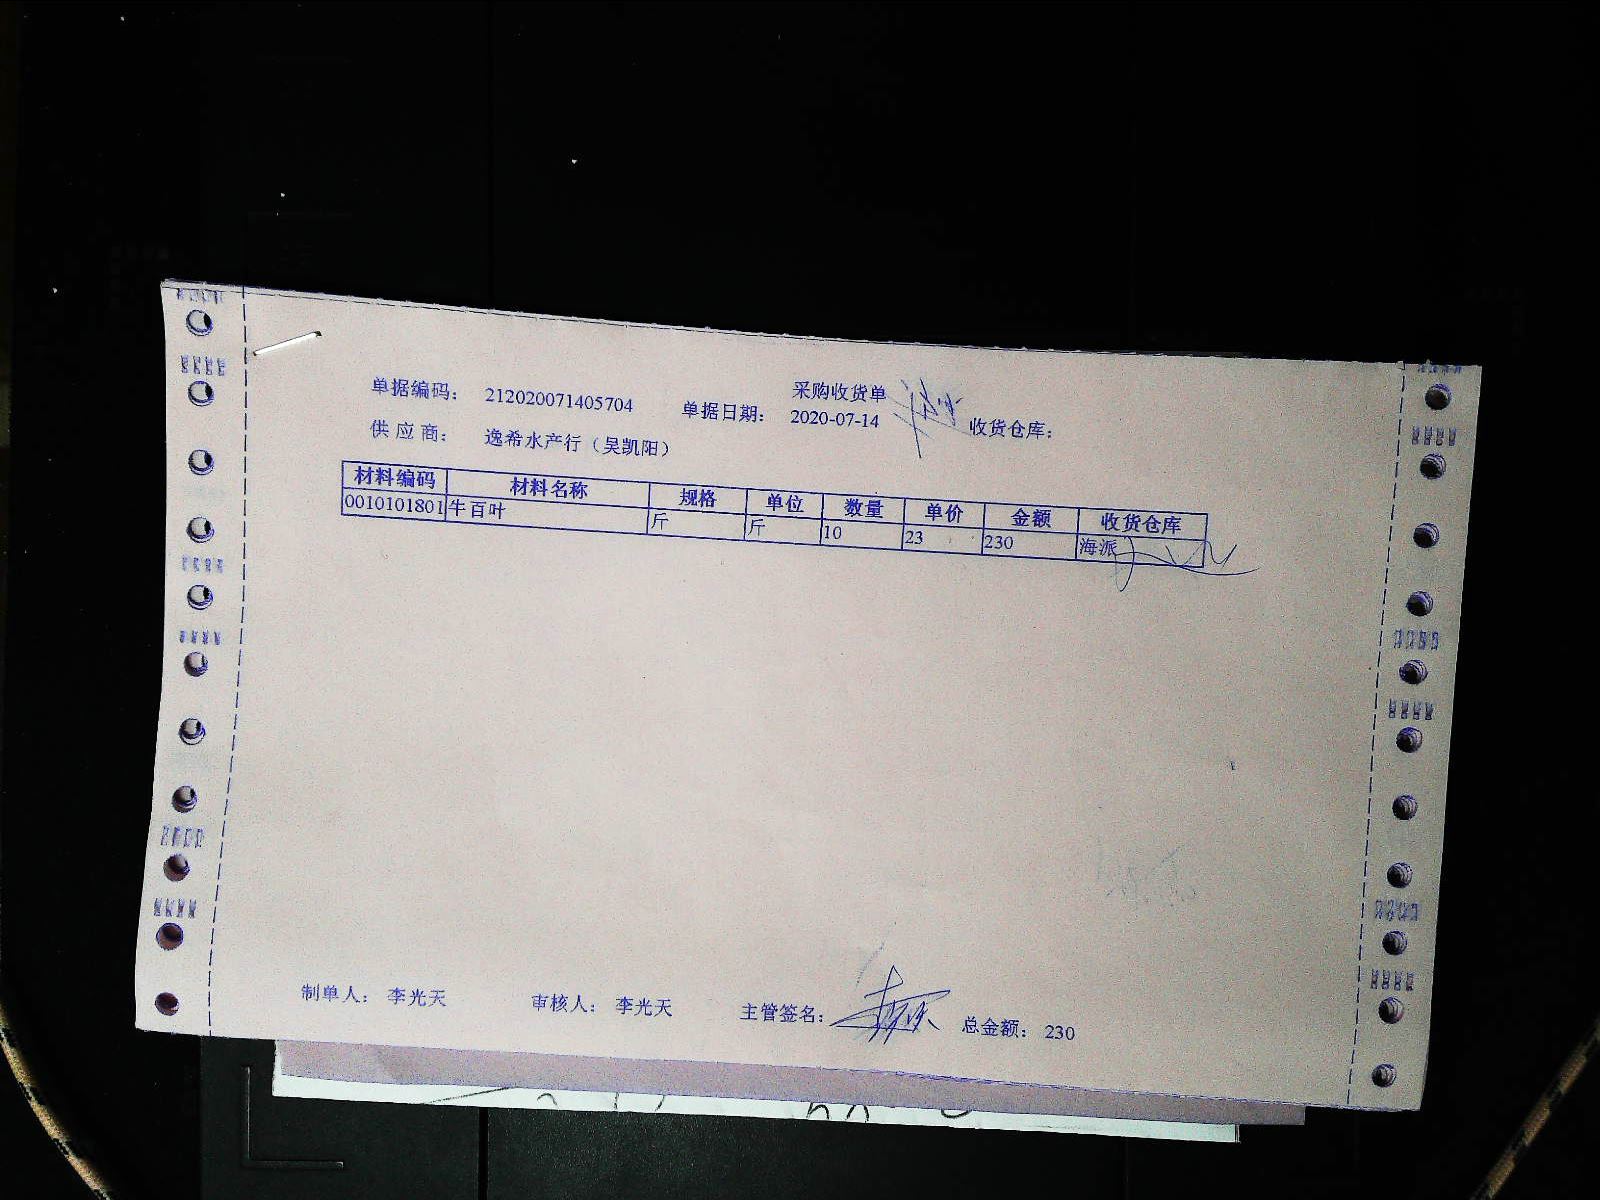 采购收货单
单据编码： 212020071405704 单据日期： 2020-07-14 收货仓库：
供应商： 逸希水产行（吴凯阳）
材料编码 材料名称 规格 单位 数量 单价 金额 收货仓库
0010101801 牛百叶 斤 斤 10 23 230 海派
制单人： 李光天 审核人： 李光天 主管签名： 总金额： 230